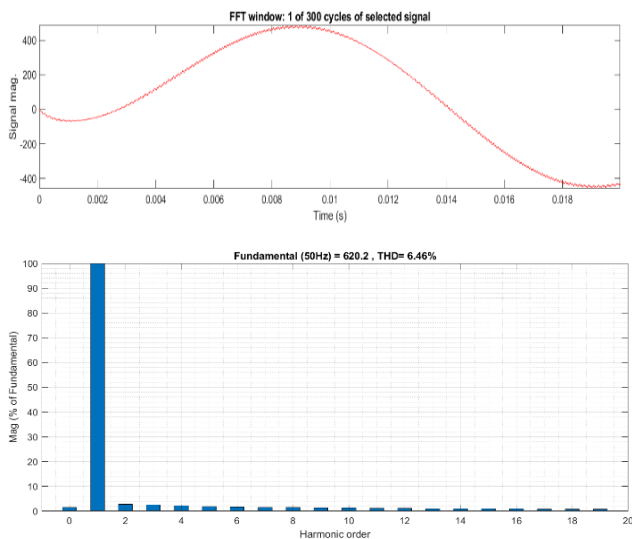 FFT window: 1 of 300 cycles of selected signal
Signal mag.
400
200
0
-200
-400
0 0.002 0.004 0.006 0.008 0.01 0.012 0.014 0.016 0.018
Time (s)
Fundamental (50Hz) = 620.2 , THD= 6.46%
Mag (% of Fundamental)
100
90
80
70
60
50
40
30
20
10
0
0 2 4 6 8 10 12 14 16 18 20
Harmonic order